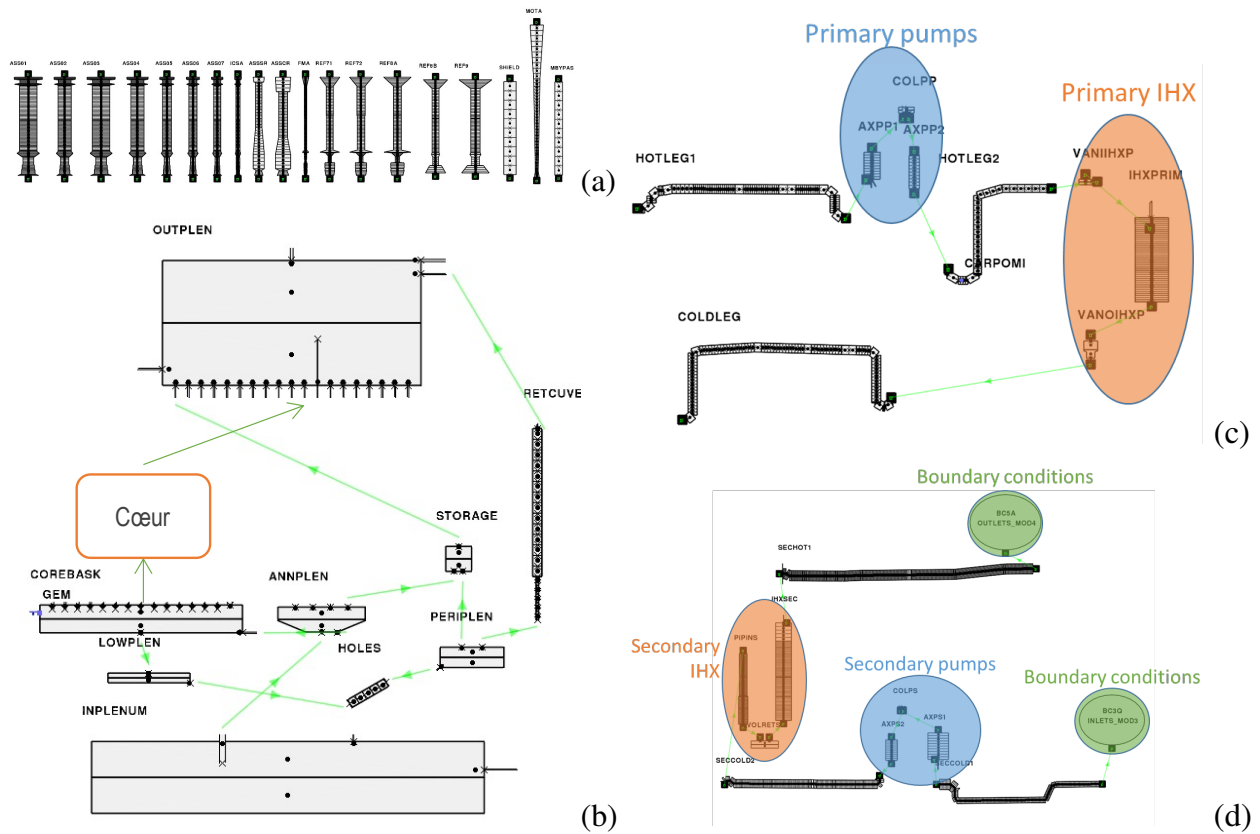 ASS01 ASS02 ASS03 ASS04 ASS05 ASS06 ASS07 ICSA ASSSR ASSCR FMA REF71 REF72 REF8A REF8B REF9 SHIELD MOTA MBYPAS
(a)
OUTPLEN
RETCUVE
Cœur
STORAGE
COREBASK
ANNPLEN
GEM
PERIPLEN
LOWPLEN
HOLES
INPLENUM
(b)
Primary pumps
COLPP
Primary IHX
AXPP1
AXPP2
HOTLEG1
HOTLEG2
VANIIHXP
IHXPRIM
CARPOMI
VANOIHXP
COLDLEG
(c)
Boundary conditions
BC5A
OUTLETS_MOD4
SECHOT1
IHXSEC
Secondary
IHX
PIPINS
Secondary pumps
Boundary conditions
COLPS
BC3Q
INLETS_MOD3
AXPS2
AXPS1
VOLRETS
SECCOLD2
SECCOLD1
(d)